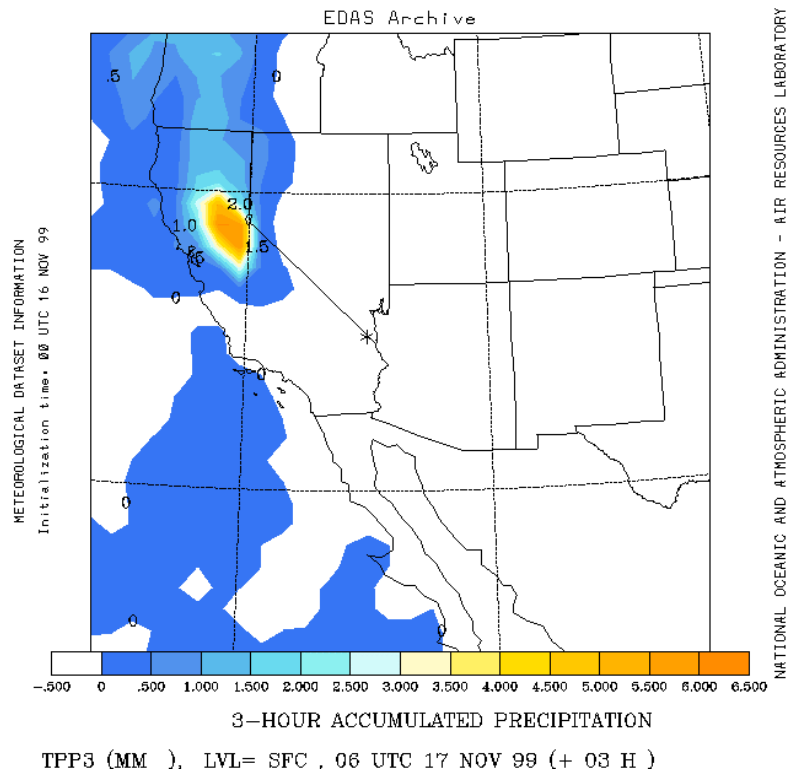 EDAS Archive
METEOROLOGICAL DATASET INFORMATION
Initialization time: 00 UTC 16 NOV 99
NATIONAL OCEANIC AND ATMOSPHERIC ADMINISTRATION - AIR RESOURCES LABORATORY
.5
0
2.0
1.0
1.5
0
0
0
0
0
-.500 0 .500 1.000 1.500 2.000 2.500 3.000 3.500 4.000 4.500 5.000 5.500 6.000 6.500
3-HOUR ACCUMULATED PRECIPITATION
TPP3 (MM ), LVL= SFC , 06 UTC 17 NOV 99 (+ 03 H )